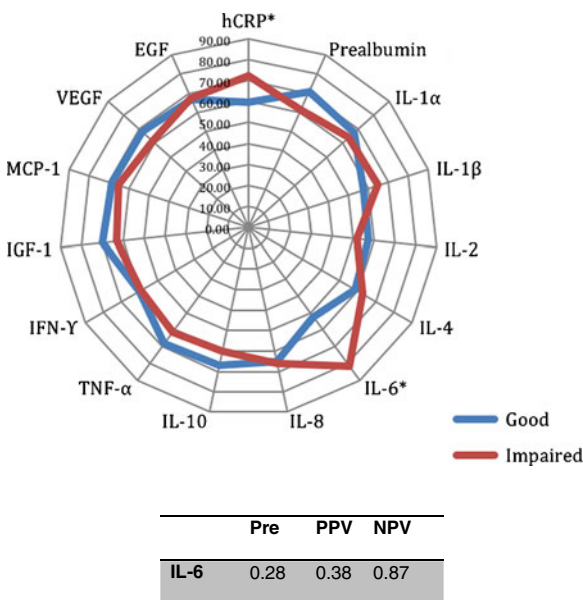 hCRP*
Prealbumin
IL-1α
IL-1β
IL-2
IL-4
IL-6*
IL-8
IL-10
TNF-α
IFN-ϒ
IGF-1
MCP-1
VEGF
EGF
90.00
80.00
70.00
60.00
50.00
40.00
30.00
20.00
10.00
0.00
Good
Impaired
Pre PPV NPV
IL-6 0.28 0.38 0.87